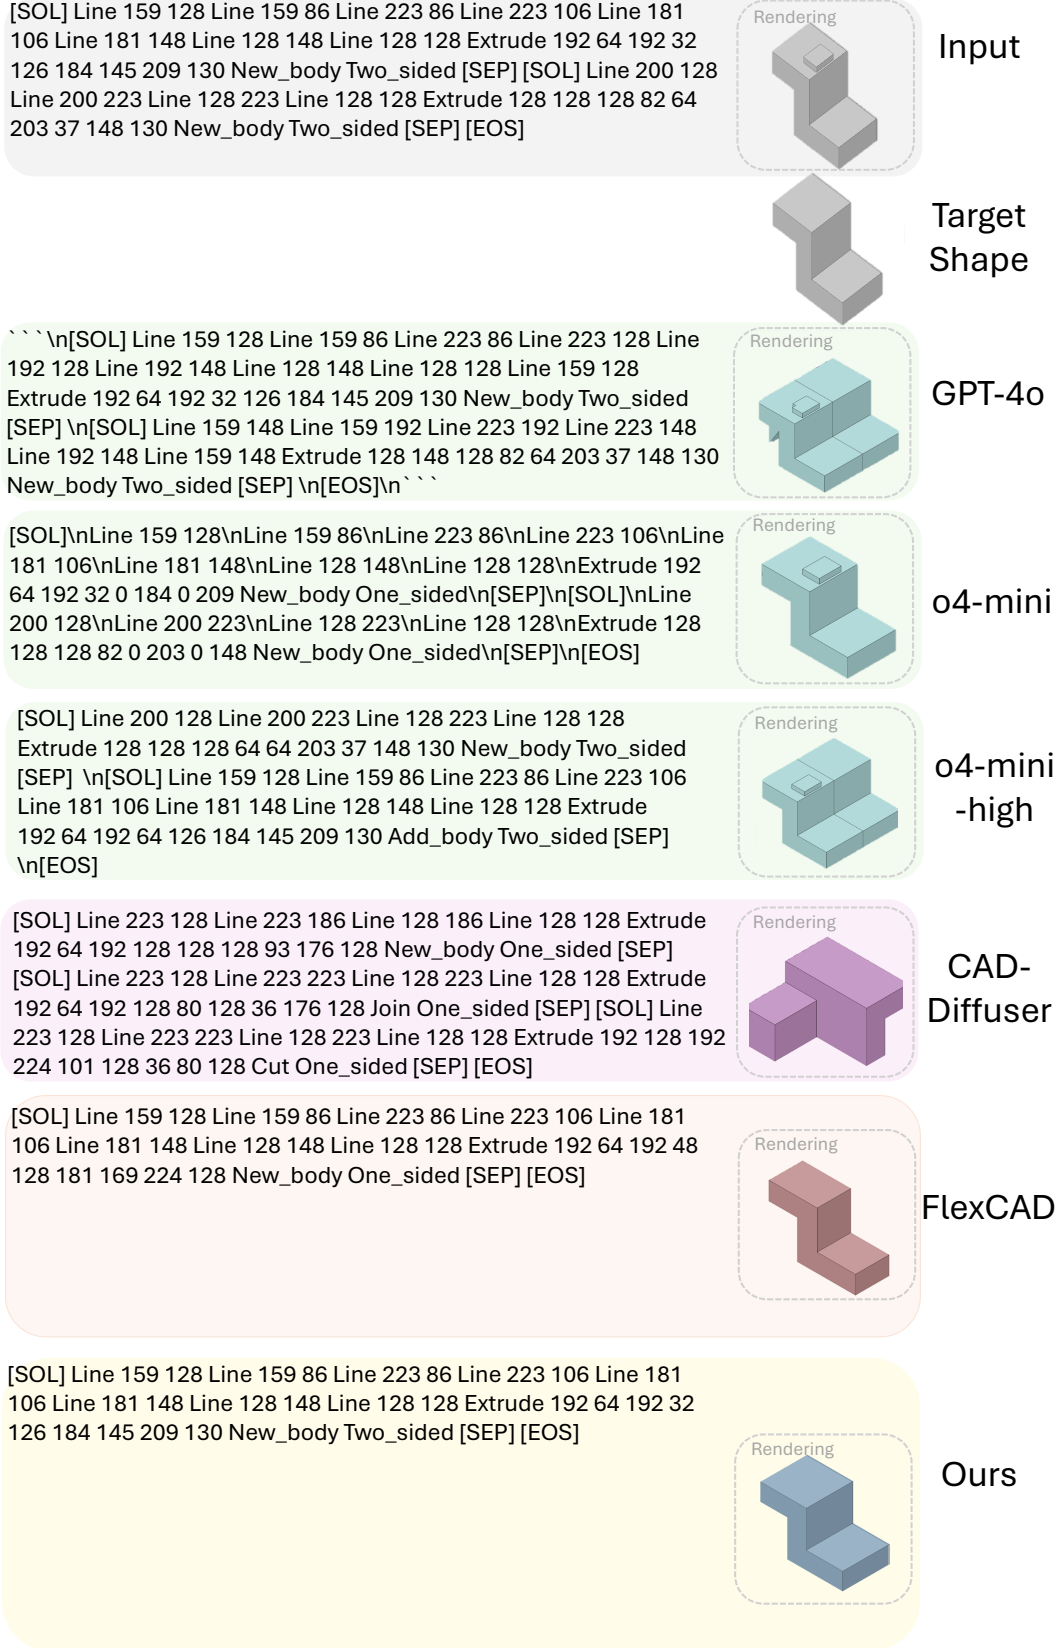 [SOL] Line 159 128 Line 159 86 Line 223 86 Line 223 106 Line 181
106 Line 181 148 Line 128 148 Line 128 128 Extrude 192 64 192 32
126 184 145 209 130 New_body Two_sided [SEP] [SOL] Line 200 128
Line 200 223 Line 128 223 Line 128 128 Extrude 128 128 128 82 64
203 37 148 130 New_body Two_sided [SEP] [EOS]
Rendering
Input
Target
Shape
```\n[SOL] Line 159 128 Line 159 86 Line 223 86 Line 223 128 Line
192 128 Line 192 148 Line 128 148 Line 128 128 Line 159 128
Extrude 192 64 192 32 126 184 145 209 130 New_body Two_sided
[SEP] \n[SOL] Line 159 148 Line 159 192 Line 223 192 Line 223 148
Line 192 148 Line 159 148 Extrude 128 148 128 82 64 203 37 148 130
New_body Two_sided [SEP] \n[EOS]\n```
Rendering
GPT-4o
[SOL]\nLine 159 128\nLine 159 86\nLine 223 86\nLine 223 106\nLine
181 106\nLine 181 148\nLine 128 148\nLine 128 128\nExtrude 192
64 192 32 0 184 0 209 New_body One_sided\n[SEP]\n[SOL]\nLine
200 128\nLine 200 223\nLine 128 223\nLine 128 128\nExtrude 128
128 128 82 0 203 0 148 New_body One_sided\n[SEP]\n[EOS]
Rendering
o4-mini
[SOL] Line 200 128 Line 200 223 Line 128 223 Line 128 128
Extrude 128 128 128 64 64 203 37 148 130 New_body Two_sided
[SEP] \n[SOL] Line 159 128 Line 159 86 Line 223 86 Line 223 106
Line 181 106 Line 181 148 Line 128 148 Line 128 128 Extrude
192 64 192 64 126 184 145 209 130 Add_body Two_sided [SEP]
\n[EOS]
Rendering
o4-mini
-high
[SOL] Line 223 128 Line 223 186 Line 128 186 Line 128 128 Extrude
192 64 192 128 128 128 93 176 128 New_body One_sided [SEP]
[SOL] Line 223 128 Line 223 223 Line 128 223 Line 128 128 Extrude
192 64 192 128 80 128 36 176 128 Join One_sided [SEP] [SOL] Line
223 128 Line 223 223 Line 128 223 Line 128 128 Extrude 192 128 192
224 101 128 36 80 128 Cut One_sided [SEP] [EOS]
Rendering
CAD-
Diffuser
[SOL] Line 159 128 Line 159 86 Line 223 86 Line 223 106 Line 181
106 Line 181 148 Line 128 148 Line 128 128 Extrude 192 64 192 48
128 181 169 224 128 New_body One_sided [SEP] [EOS]
Rendering
FlexCAD
[SOL] Line 159 128 Line 159 86 Line 223 86 Line 223 106 Line 181
106 Line 181 148 Line 128 148 Line 128 128 Extrude 192 64 192 32
126 184 145 209 130 New_body Two_sided [SEP] [EOS]
Rendering
Ours